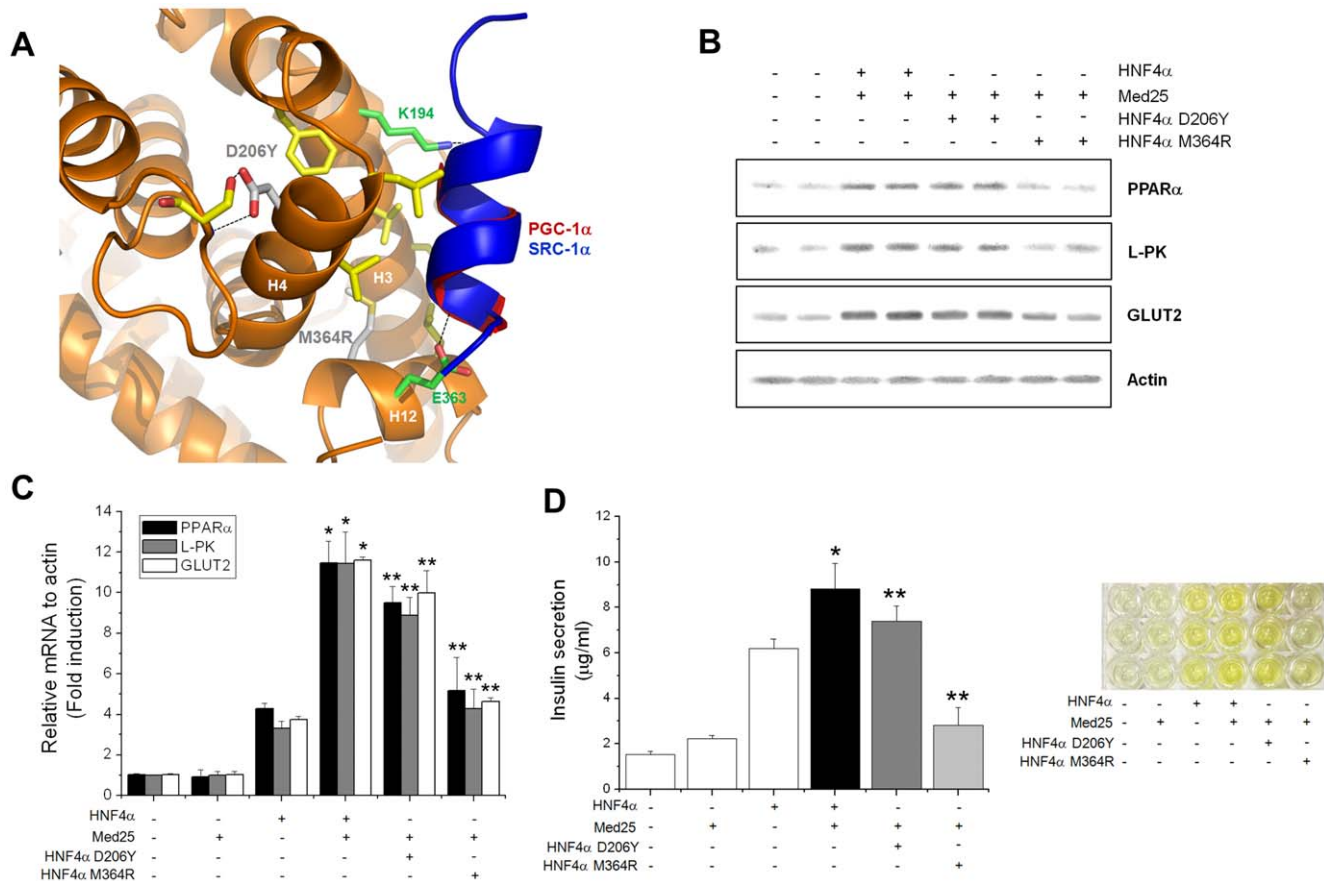 A
K194
D206Y
PGC-1α
SRC-1α
H4
H3
M364R
E363
H12
B
- - + + - - - - HNF4α
- - + + + + + + Med25
- - - - + + - - HNF4α D206Y
- - - - - - + + HNF4α M364R
PPARα
L-PK
GLUT2
Actin
C
Relative mRNA to actin
(Fold induction)
14
12
10
8
6
4
2
0
PPARα
L-PK
GLUT2
* * *
** ** **
** ** **
HNF4α - - + + - -
Med25 - + - + + +
HNF4α D206Y - - - - + -
HNF4α M364R - - - - - +
D
Insulin secretion
(μg/ml)
12
10
8
6
4
2
0
*
**
**
HNF4α - - + + - -
Med25 - + - + + +
HNF4α D206Y - - - - + -
HNF4α M364R - - - - - +
HNF4α - - + + - -
Med25 - + - + + +
HNF4α D206Y - - - - + -
HNF4α M364R - - - - - +